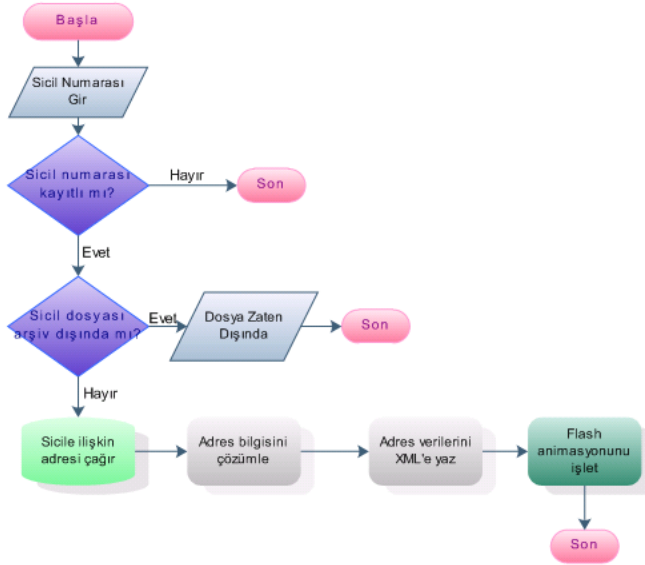 Başla
Sicil Numarası
Gir
Sicil numarası
kayıtlı mı?
Hayır
Son
Evet
Sicil dosyası
arşiv dışında mı?
Evet
Dosya Zaten
Dışında
Son
Hayır
Sicile ilişkin
adresi çağır
Adres bilgisini
çözümle
Adres verilerini
XML'e yaz
Flash
animasyonunu
işlet
Son